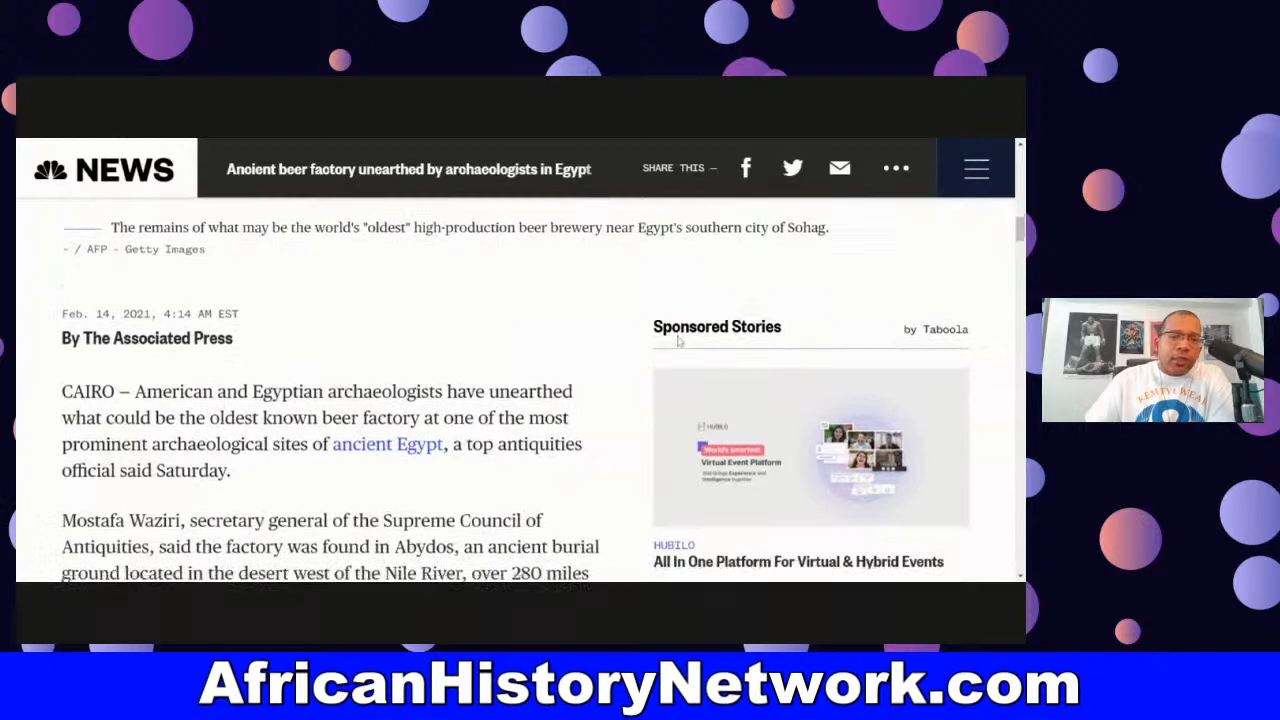 NEWS
Ancient beer factory unearthed by archaeologists in Egypt
SHARE THIS —
The remains of what may be the world's "oldest" high-production beer brewery near Egypt's southern city of Sohag.
- / AFP - Getty Images
Feb. 14, 2021, 4:14 AM EST
By The Associated Press
CAIRO — American and Egyptian archaeologists have unearthed
what could be the oldest known beer factory at one of the most
prominent archaeological sites of ancient Egypt, a top antiquities
official said Saturday.
Mostafa Waziri, secretary general of the Supreme Council of
Antiquities, said the factory was found in Abydos, an ancient burial
ground located in the desert west of the Nile River, over 280 miles
Sponsored Stories
by Taboola
HUBILO
World's smartest
Virtual Event Platform
HUBILO
All In One Platform For Virtual & Hybrid Events
KEMTYL WEAR
AfricanHistoryNetwork.com